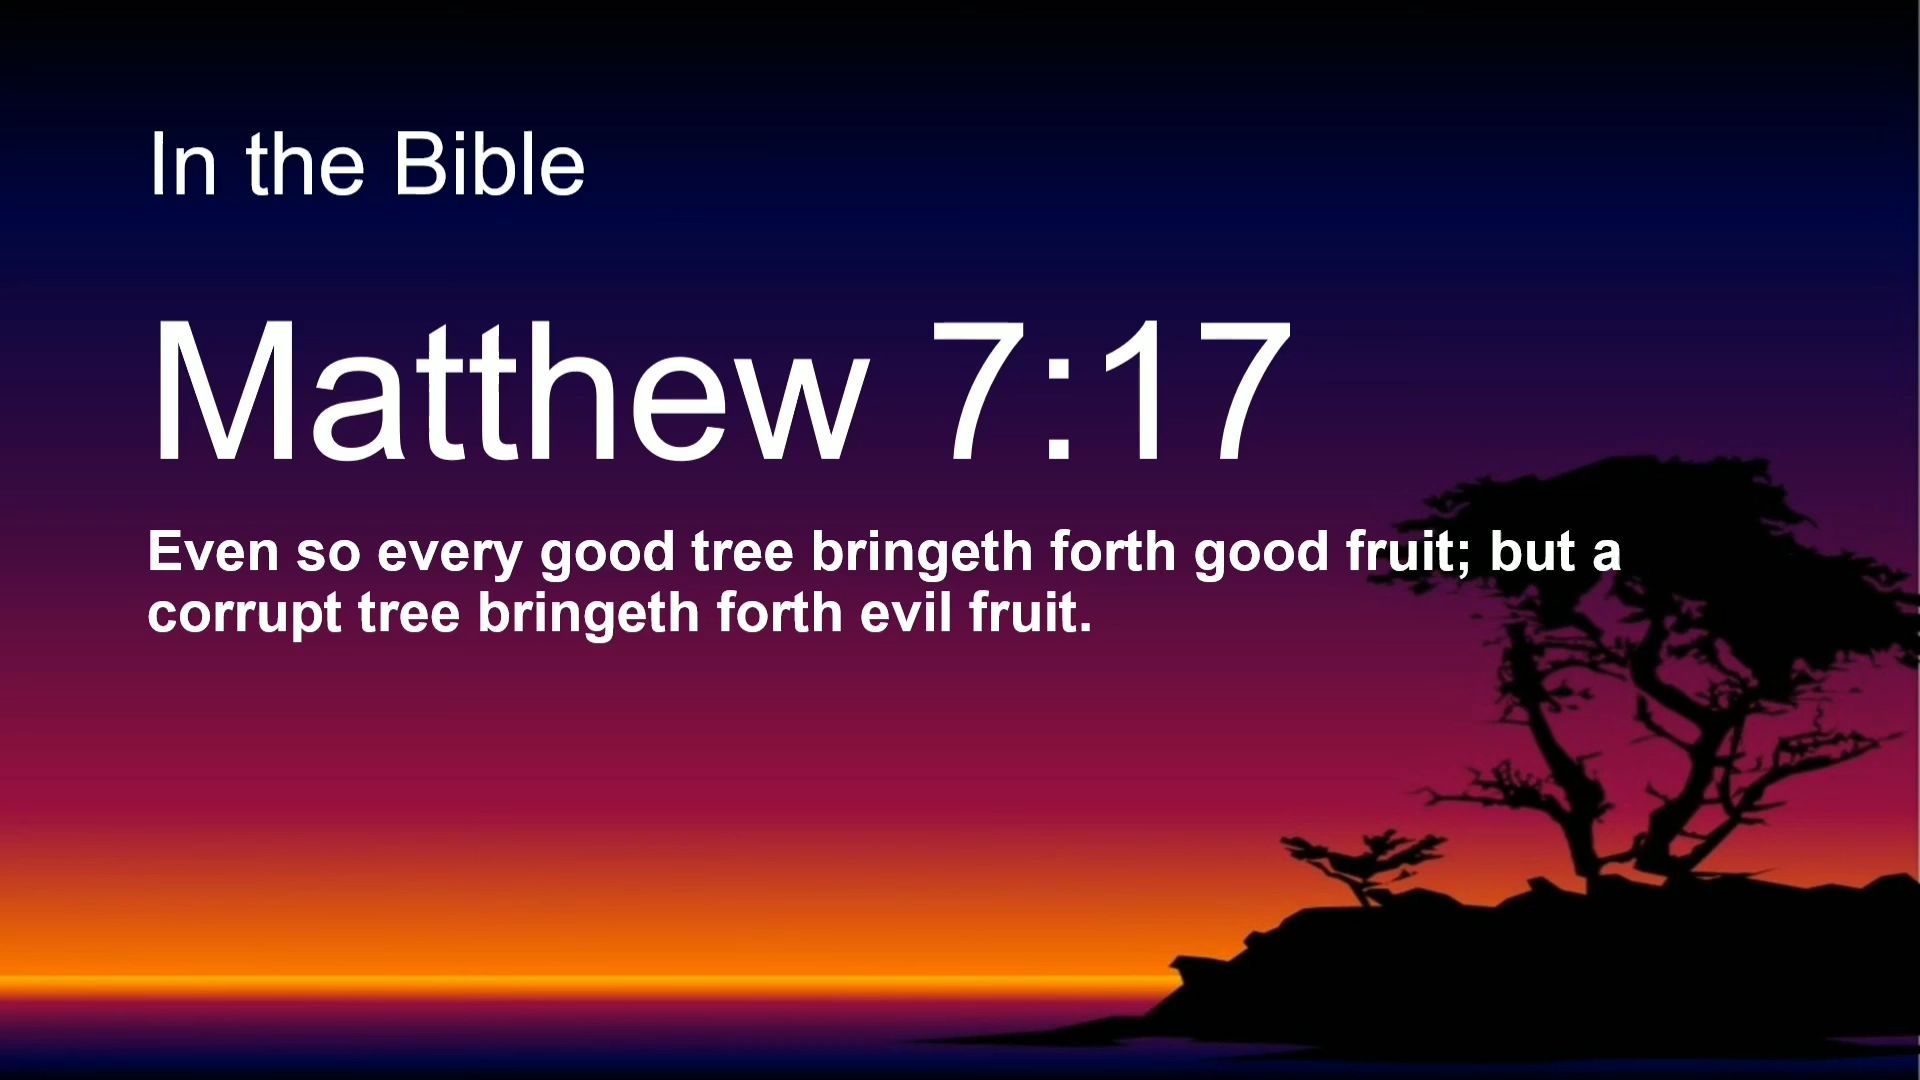 In the Bible
Matthew 7:17
Even so every good tree bringeth forth good fruit; but a
corrupt tree bringeth forth evil fruit.